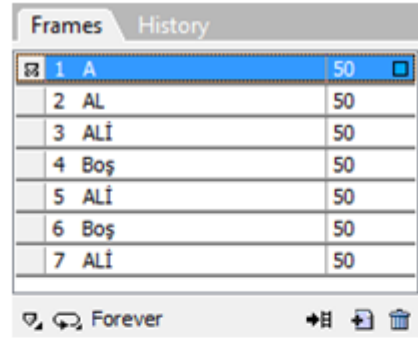 Frames History
1 A 50
2 AL 50
3 ALİ 50
4 Boş 50
5 ALİ 50
6 Boş 50
7 ALİ 50
Forever